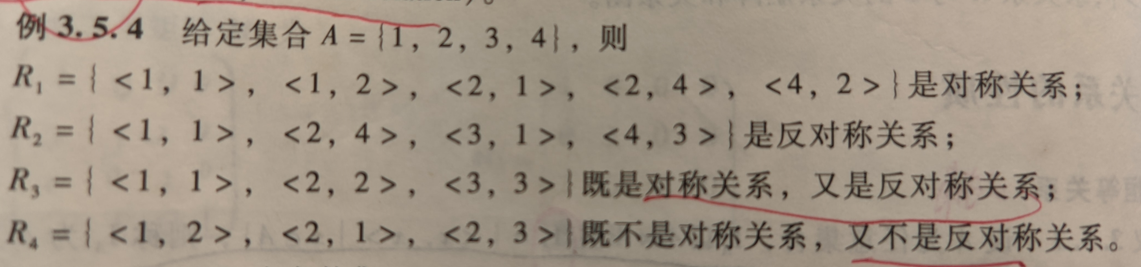 例3.5.4 给定集合 A = {1, 2, 3, 4}, 则
R₁ = { <1, 1>, <1, 2>, <2, 1>, <2, 4>, <4, 2> }是对称关系;
R₂ = { <1, 1>, <2, 4>, <3, 1>, <4, 3> }是反对称关系;
R₃ = { <1, 1>, <2, 2>, <3, 3> }既是对称关系, 又是反对称关系;
R₄ = { <1, 2>, <2, 1>, <2, 3> }既不是对称关系, 又不是反对称关系。